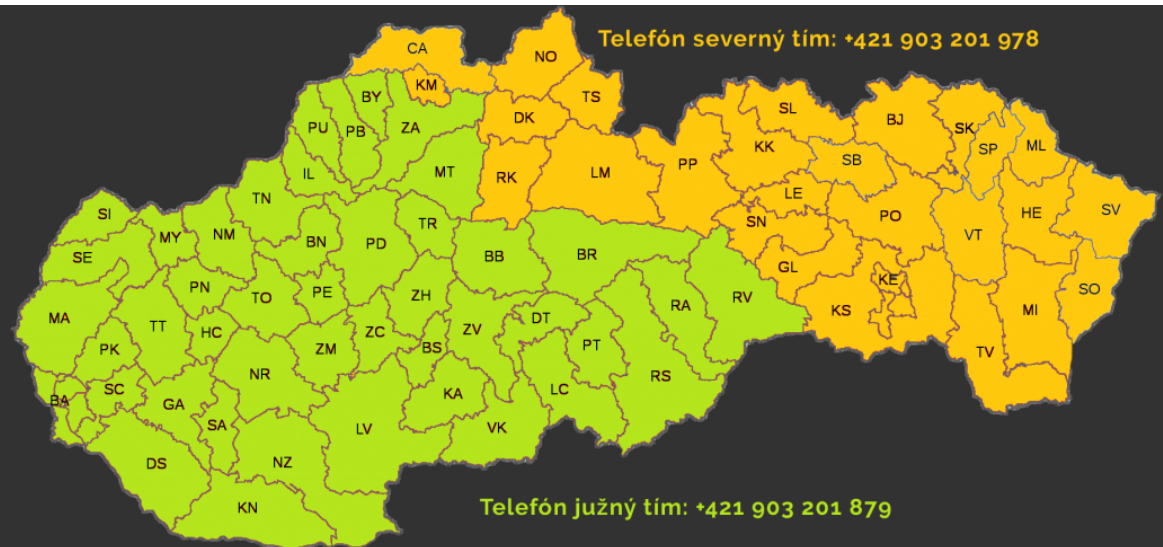 Telefón severný tím: +421 903 201 978
CA
NO
KM
BY
TS
SL
PU
PB
ZA
DK
BJ
SK
ML
KK
SP
SB
IL
MT
RK
LM
PP
TN
LE
SI
TR
SN
PO
HE
SV
MY
NM
BN
PD
VT
SE
BB
BR
GL
PN
TO
PE
ZH
RV
KE
SO
MA
TT
HC
ZC
DT
RA
KS
MI
PK
ZM
BS
ZV
PT
TV
NR
RS
SC
KA
LC
BA
GA
SA
LV
VK
DS
NZ
KN
Telefón južný tím: +421 903 201 879